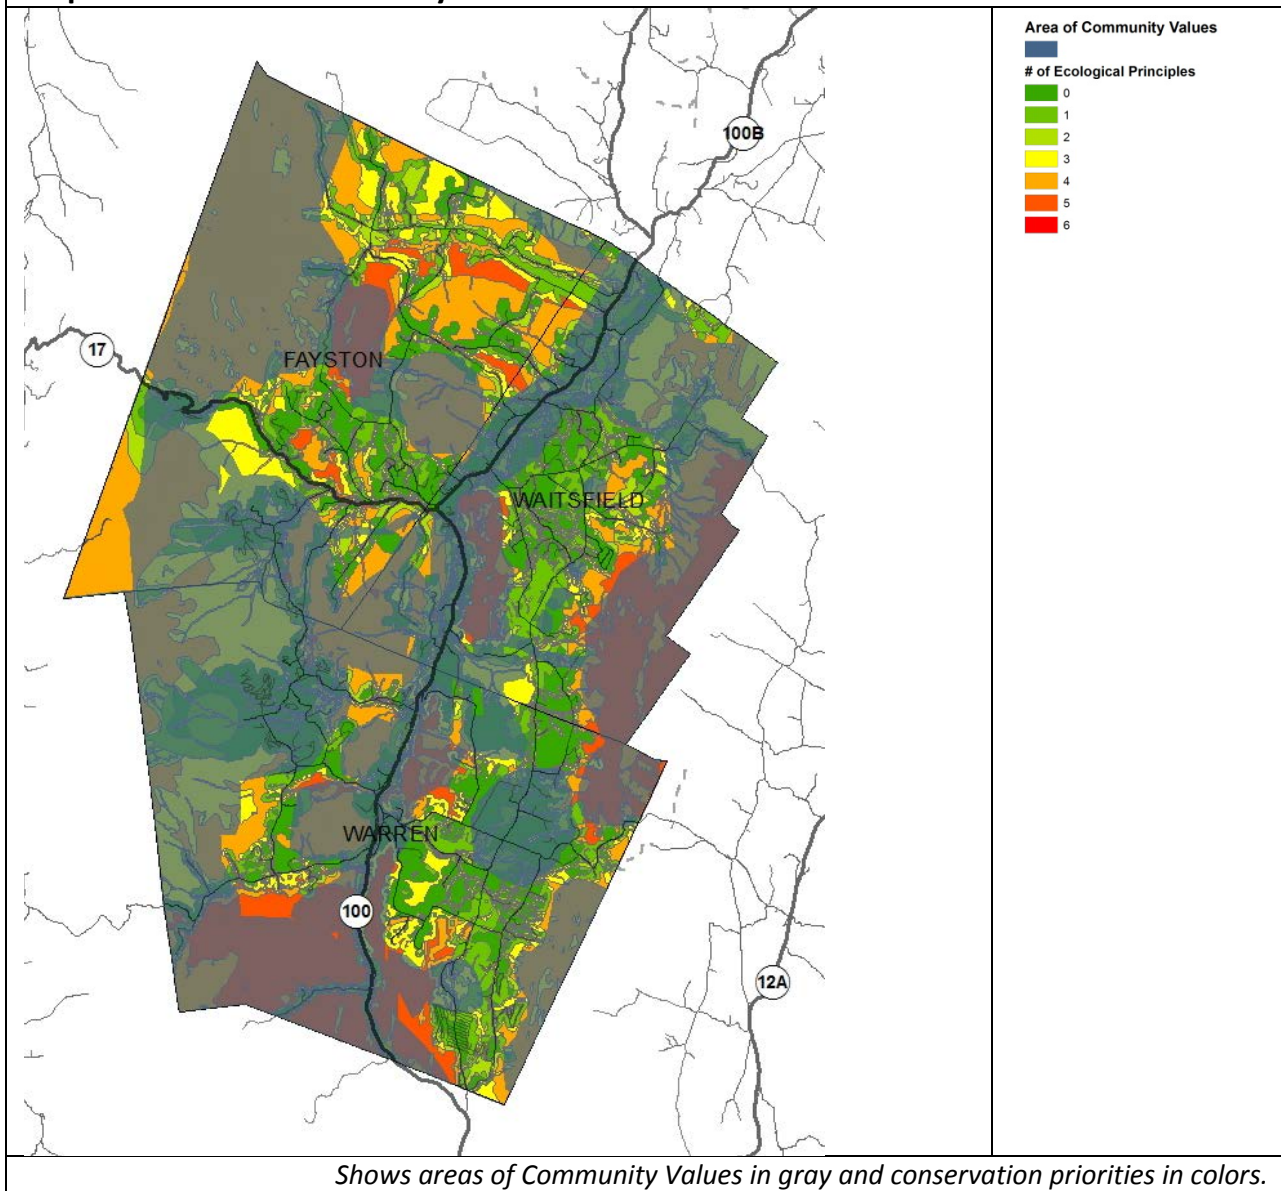 Area of Community Values
# of Ecological Principles
0
1
2
3
4
5
6
100B
17
FAYSTON
WAITSFIELD
WARREN
100
12A
Shows areas of Community Values in gray and conservation priorities in colors.